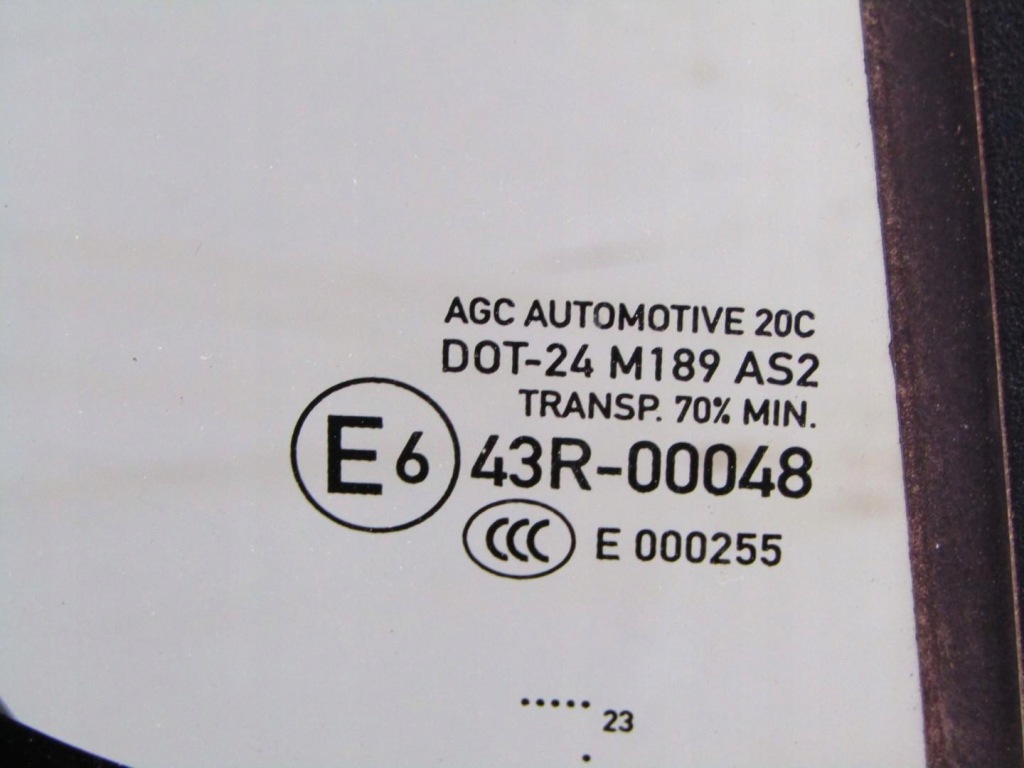 AGC AUTOMOTIVE 20C
DOT-24 M189 AS2
TRANSP. 70% MIN.
E6 43R-00048
CCC E 000255
..... 23
.